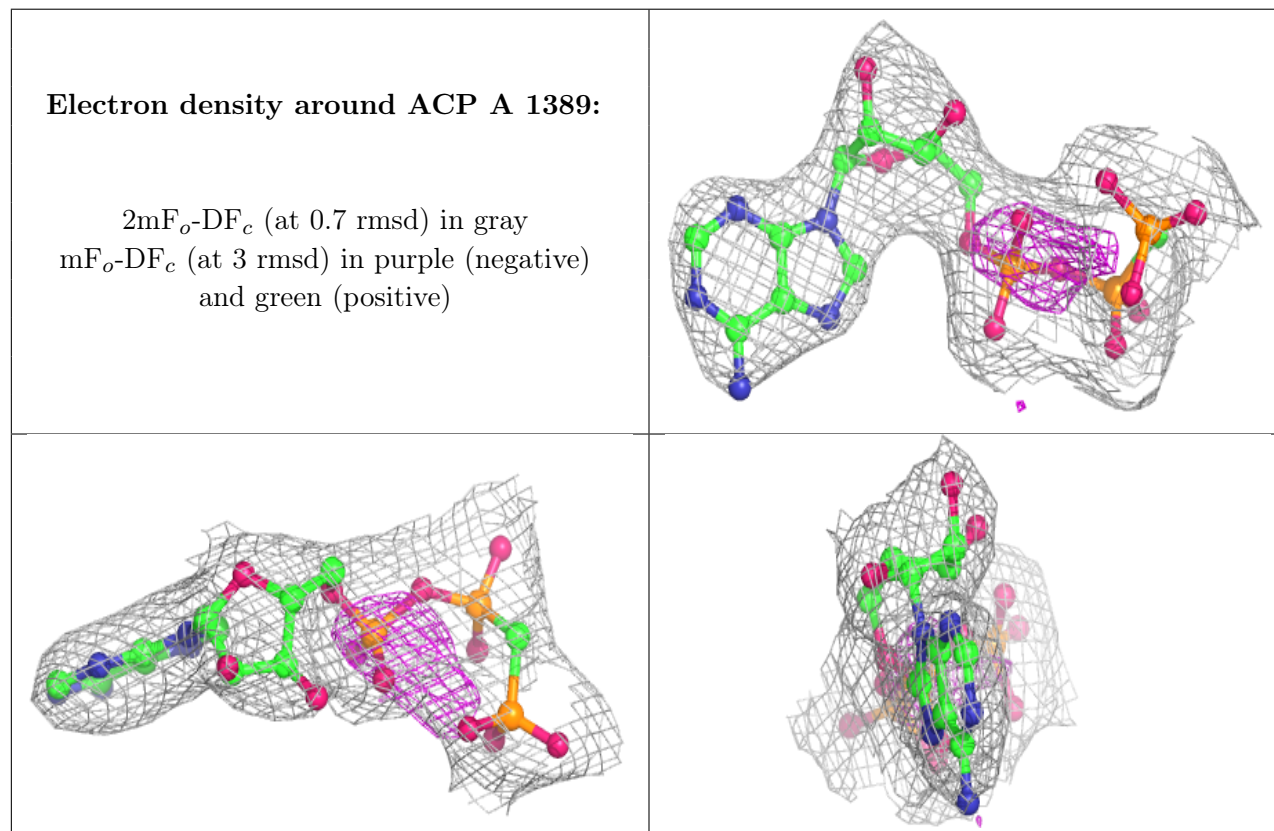 Electron density around ACP A 1389:
2mFo-DFc (at 0.7 rmsd) in gray
mFo-DFc (at 3 rmsd) in purple (negative)
and green (positive)